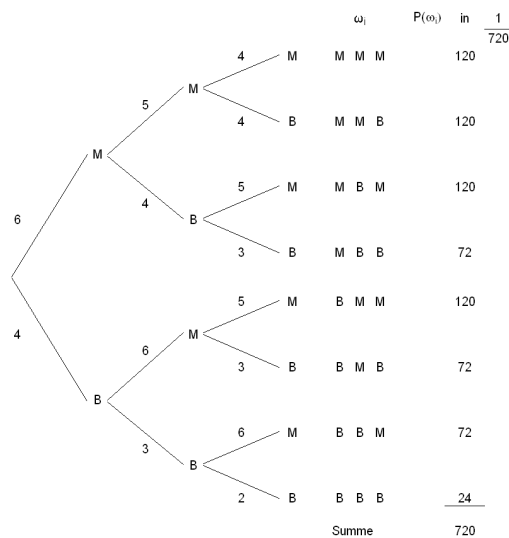 ωi P(ωi) in 1/720
4 M M M M 120
M
5
4 B M M B 120
M
5 M M B M 120
4
6 B
3 B M B B 72
5 M B M M 120
4 M
6
3 B B M B 72
B
6 M B B M 72
3
B
2 B B B B 24
Summe 720